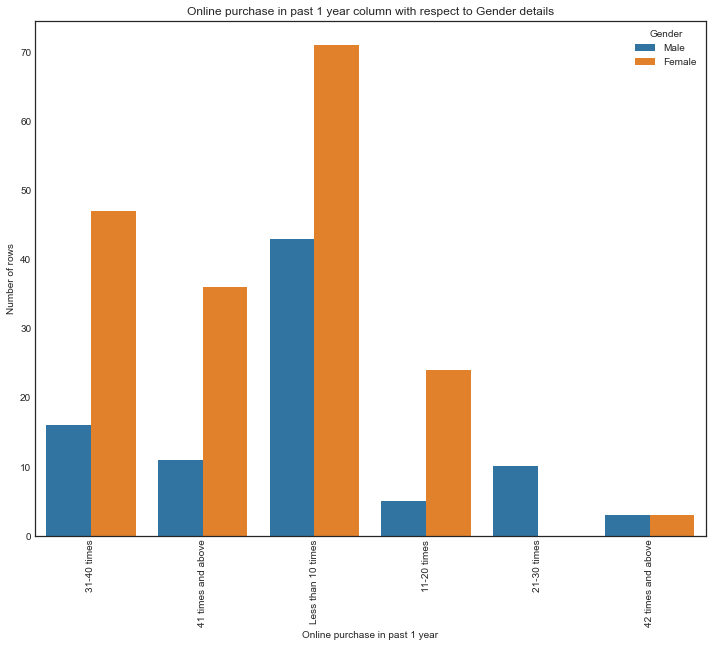 Online purchase in past 1 year column with respect to Gender details
Gender
Male
Female
Number of rows
70
60
50
40
30
20
10
0
31-40 times
41 times and above
Less than 10 times
11-20 times
21-30 times
42 times and above
Online purchase in past 1 year